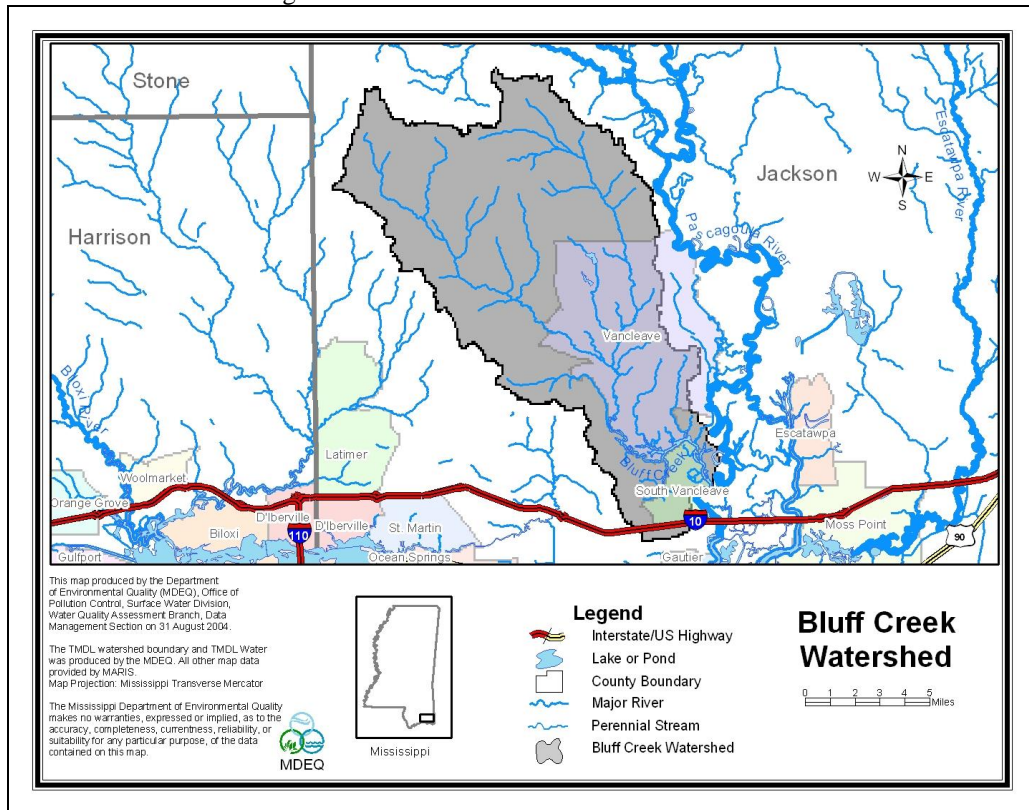 Stone
Escatawpa River
N
W E
S
Jackson
Pascagoula River
Harrison
Vancleave
Biloxi River
Escatawpa
Latimer
Bluff Creek
Woolmarket
South Vancleave
Orange Grove
D'Iberville
D'Iberville
St. Martin
10
Moss Point
Biloxi
110
90
Gulfport
Ocean Springs
Gautier
This map produced by the Department
of Environmental Quality (MDEQ), Office of
Pollution Control, Surface Water Division,
Water Quality Assessment Branch, Data
Management Section on 31 August 2004.
The TMDL watershed boundary and TMDL Water
was produced by the MDEQ. All other map data
provided by MARIS.
Map Projection: Mississippi Transverse Mercator
The Mississippi Department of Environmental Quality
makes no warranties, expressed or implied, as to the
accuracy, completeness, currentness, reliability, or
suitability for any particular purpose, of the data
contained on this map.
MDEQ
Mississippi
Legend
Interstate/US Highway
Lake or Pond
County Boundary
Major River
Perennial Stream
Bluff Creek Watershed
Bluff Creek
Watershed
0 1 2 3 4 5
Miles